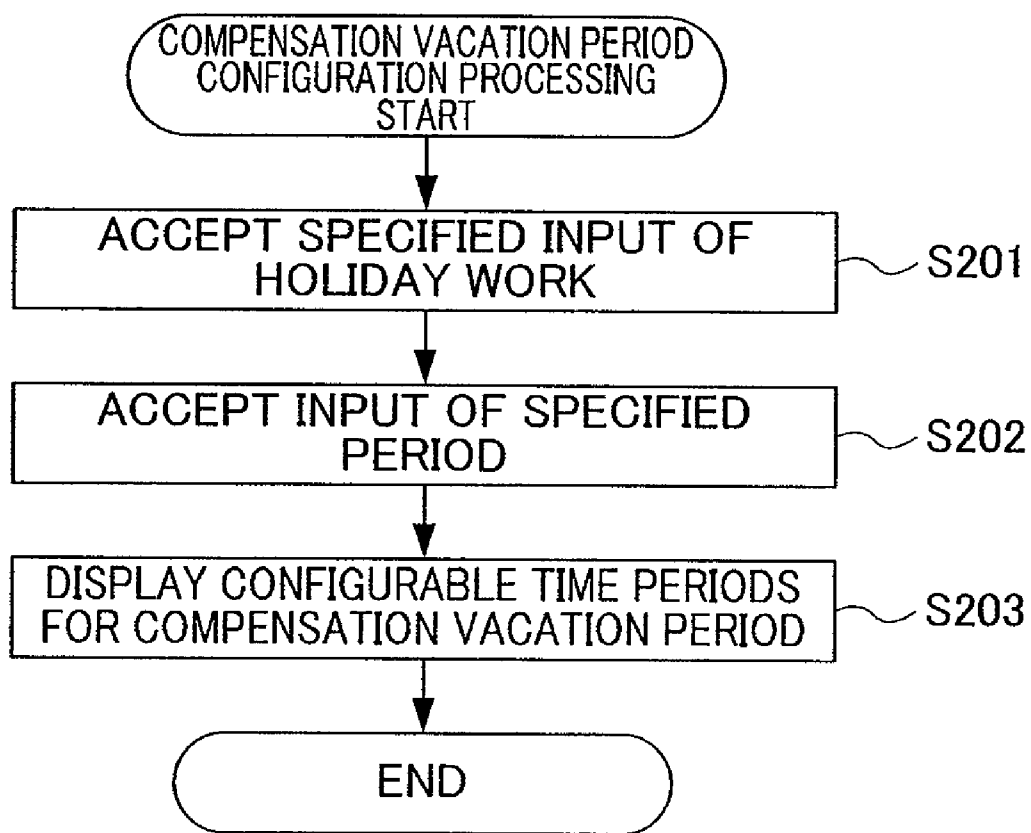 COMPENSATION VACATION PERIOD
CONFIGURATION PROCESSING
START
ACCEPT SPECIFIED INPUT OF
HOLIDAY WORK
S201
ACCEPT INPUT OF SPECIFIED
PERIOD
S202
DISPLAY CONFIGURABLE TIME PERIODS
FOR COMPENSATION VACATION PERIOD
S203
END